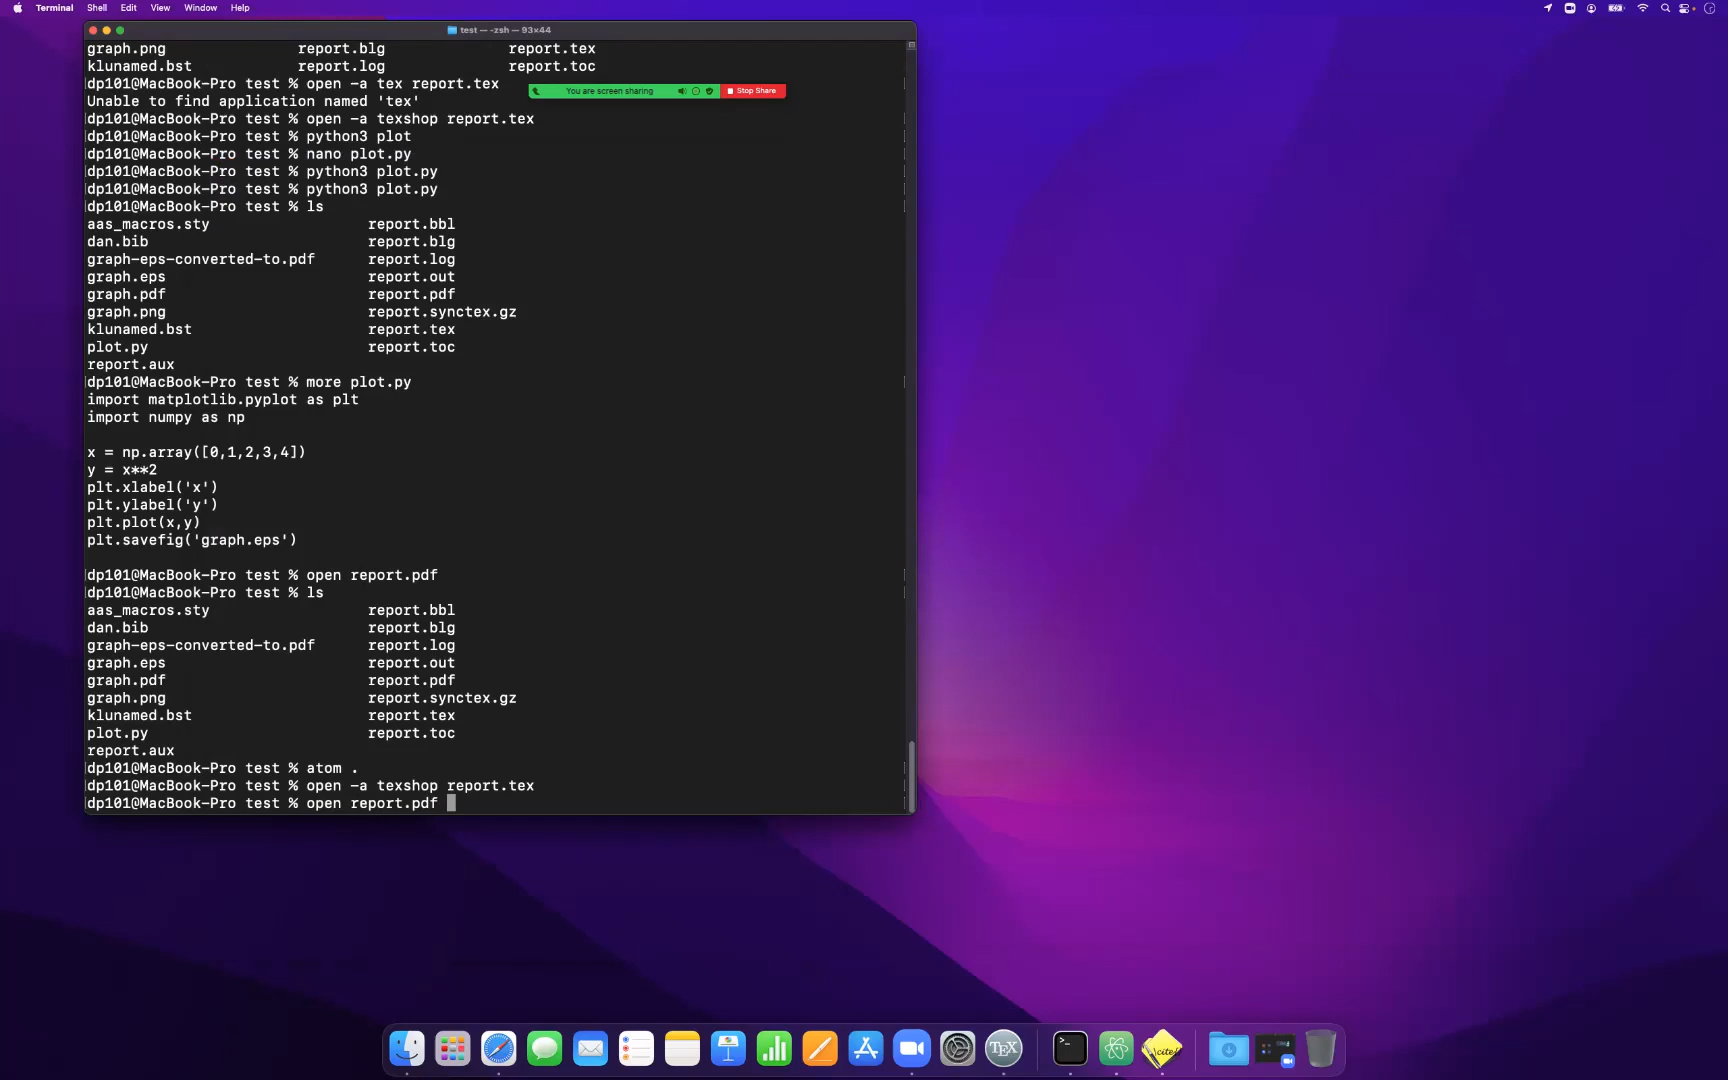 Terminal Shell Edit View Window Help
test — -zsh — 93×44
graph.png report.blg report.tex
klunamed.bst report.log report.toc
dp101@MacBook-Pro test % open -a tex report.tex
You are screen sharing Stop Share
Unable to find application named 'tex'
dp101@MacBook-Pro test % open -a texshop report.tex
dp101@MacBook-Pro test % python3 plot
dp101@MacBook-Pro test % nano plot.py
dp101@MacBook-Pro test % python3 plot.py
dp101@MacBook-Pro test % python3 plot.py
dp101@MacBook-Pro test % ls
aas_macros.sty report.bbl
dan.bib report.blg
graph-eps-converted-to.pdf report.log
graph.eps report.out
graph.pdf report.pdf
graph.png report.synctex.gz
klunamed.bst report.tex
plot.py report.toc
report.aux
dp101@MacBook-Pro test % more plot.py
import matplotlib.pyplot as plt
import numpy as np
x = np.array([0,1,2,3,4])
y = x**2
plt.xlabel('x')
plt.ylabel('y')
plt.plot(x,y)
plt.savefig('graph.eps')
dp101@MacBook-Pro test % open report.pdf
dp101@MacBook-Pro test % ls
aas_macros.sty report.bbl
dan.bib report.blg
graph-eps-converted-to.pdf report.log
graph.eps report.out
graph.pdf report.pdf
graph.png report.synctex.gz
klunamed.bst report.tex
plot.py report.toc
report.aux
dp101@MacBook-Pro test % atom .
dp101@MacBook-Pro test % open -a texshop report.tex
dp101@MacBook-Pro test % open report.pdf
TEX
>_
\cite{